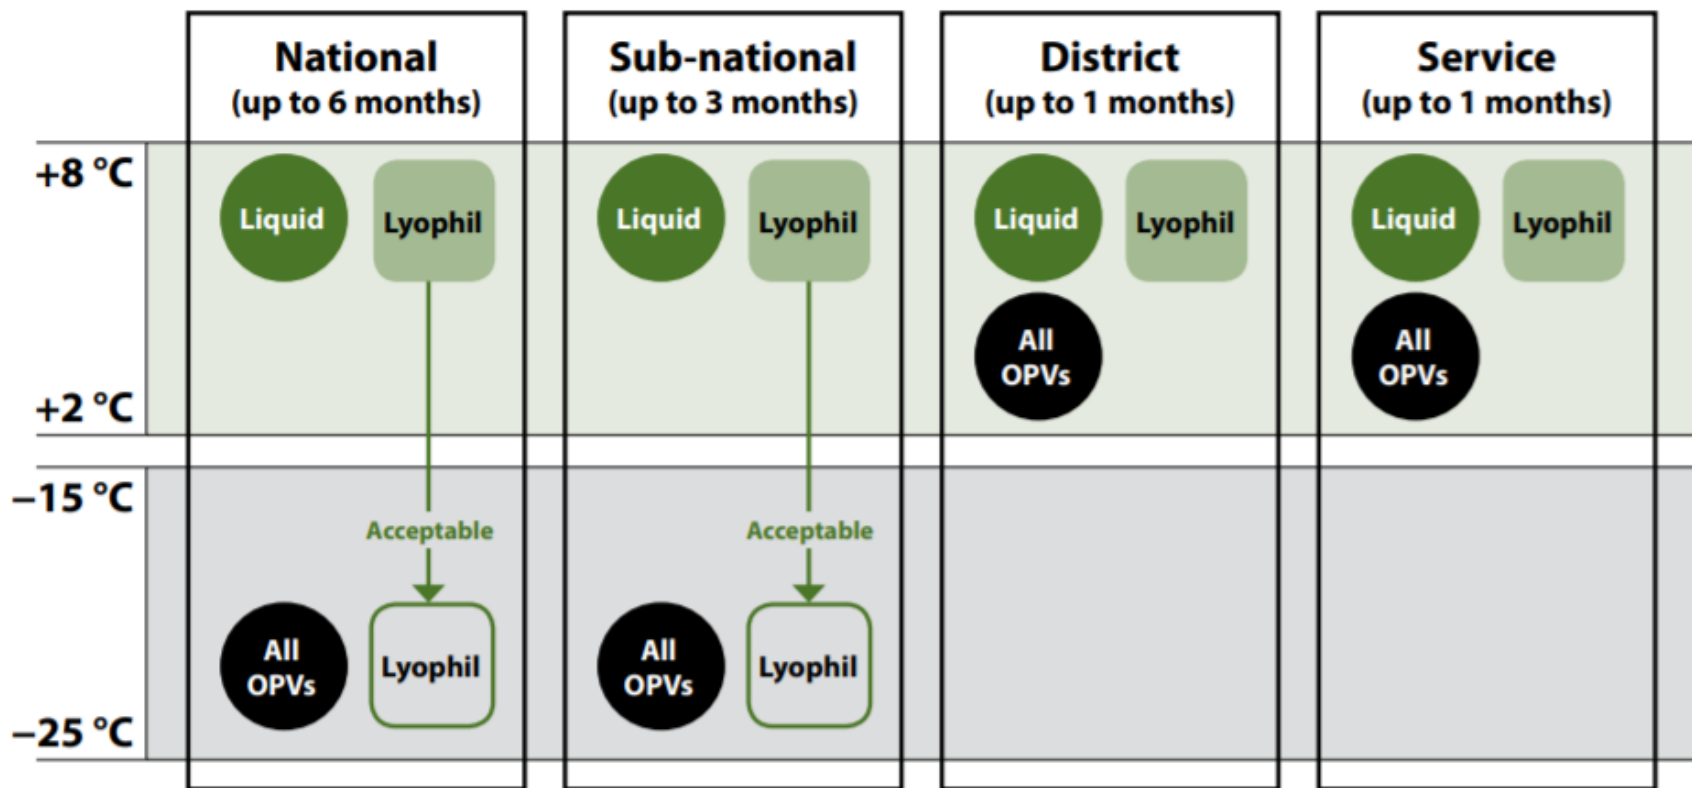 National
(up to 6 months)
Sub-national
(up to 3 months)
District
(up to 1 months)
Service
(up to 1 months)
+8 °C
Liquid
Lyophil
Liquid
Lyophil
Liquid
Lyophil
Liquid
Lyophil
All
OPVs
All
OPVs
+2 °C
–15 °C
Acceptable
Acceptable
All
OPVs
Lyophil
All
OPVs
Lyophil
–25 °C